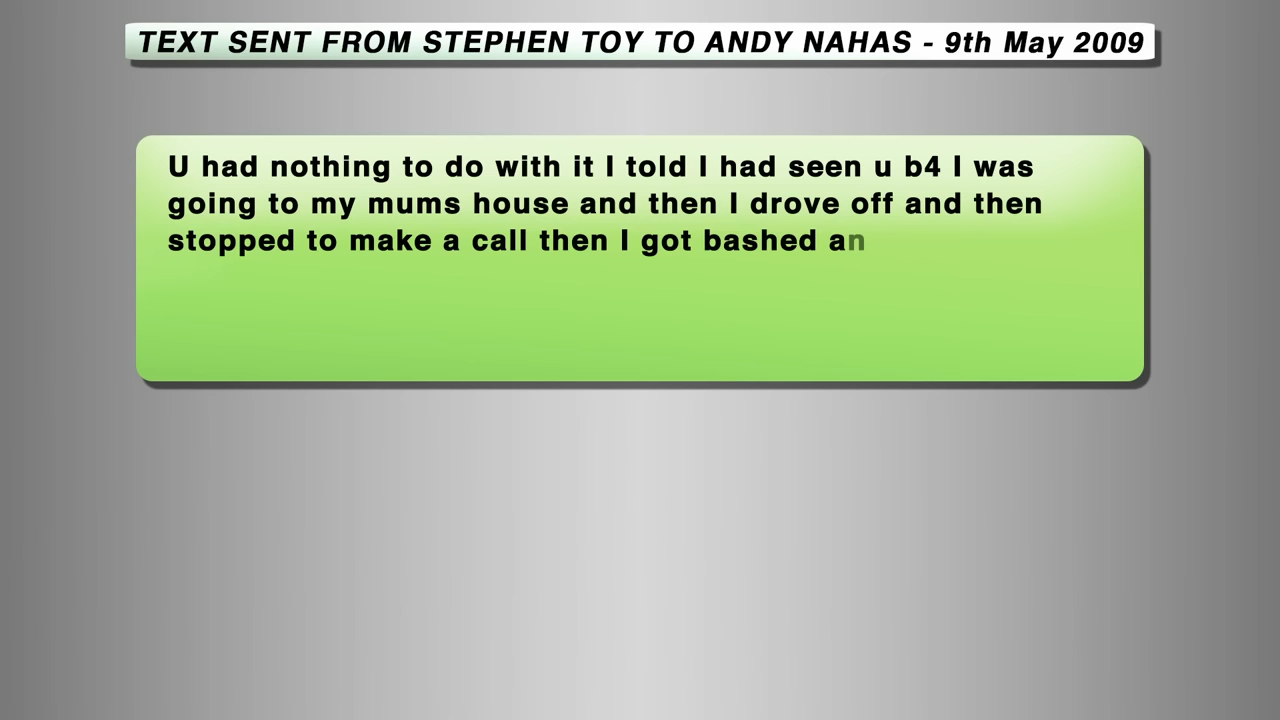 TEXT SENT FROM STEPHEN TOY TO ANDY NAHAS - 9th May 2009
U had nothing to do with it I told I had seen u b4 I was
going to my mums house and then I drove off and then
stopped to make a call then I got bashed an